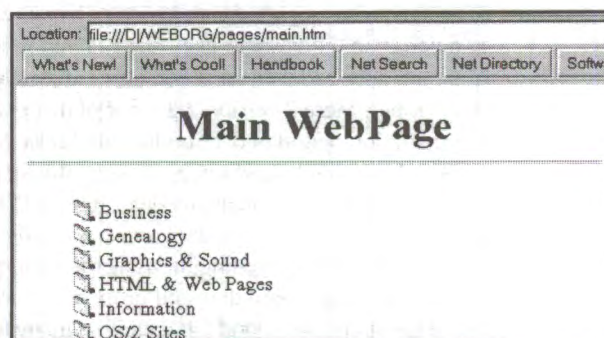 Location: file:///D|/WEBORG/pages/main.htm
What's New! What's Cool! Handbook Net Search Net Directory Softw
Main WebPage
Business
Genealogy
Graphics & Sound
HTML & Web Pages
Information
OS/2 Sites